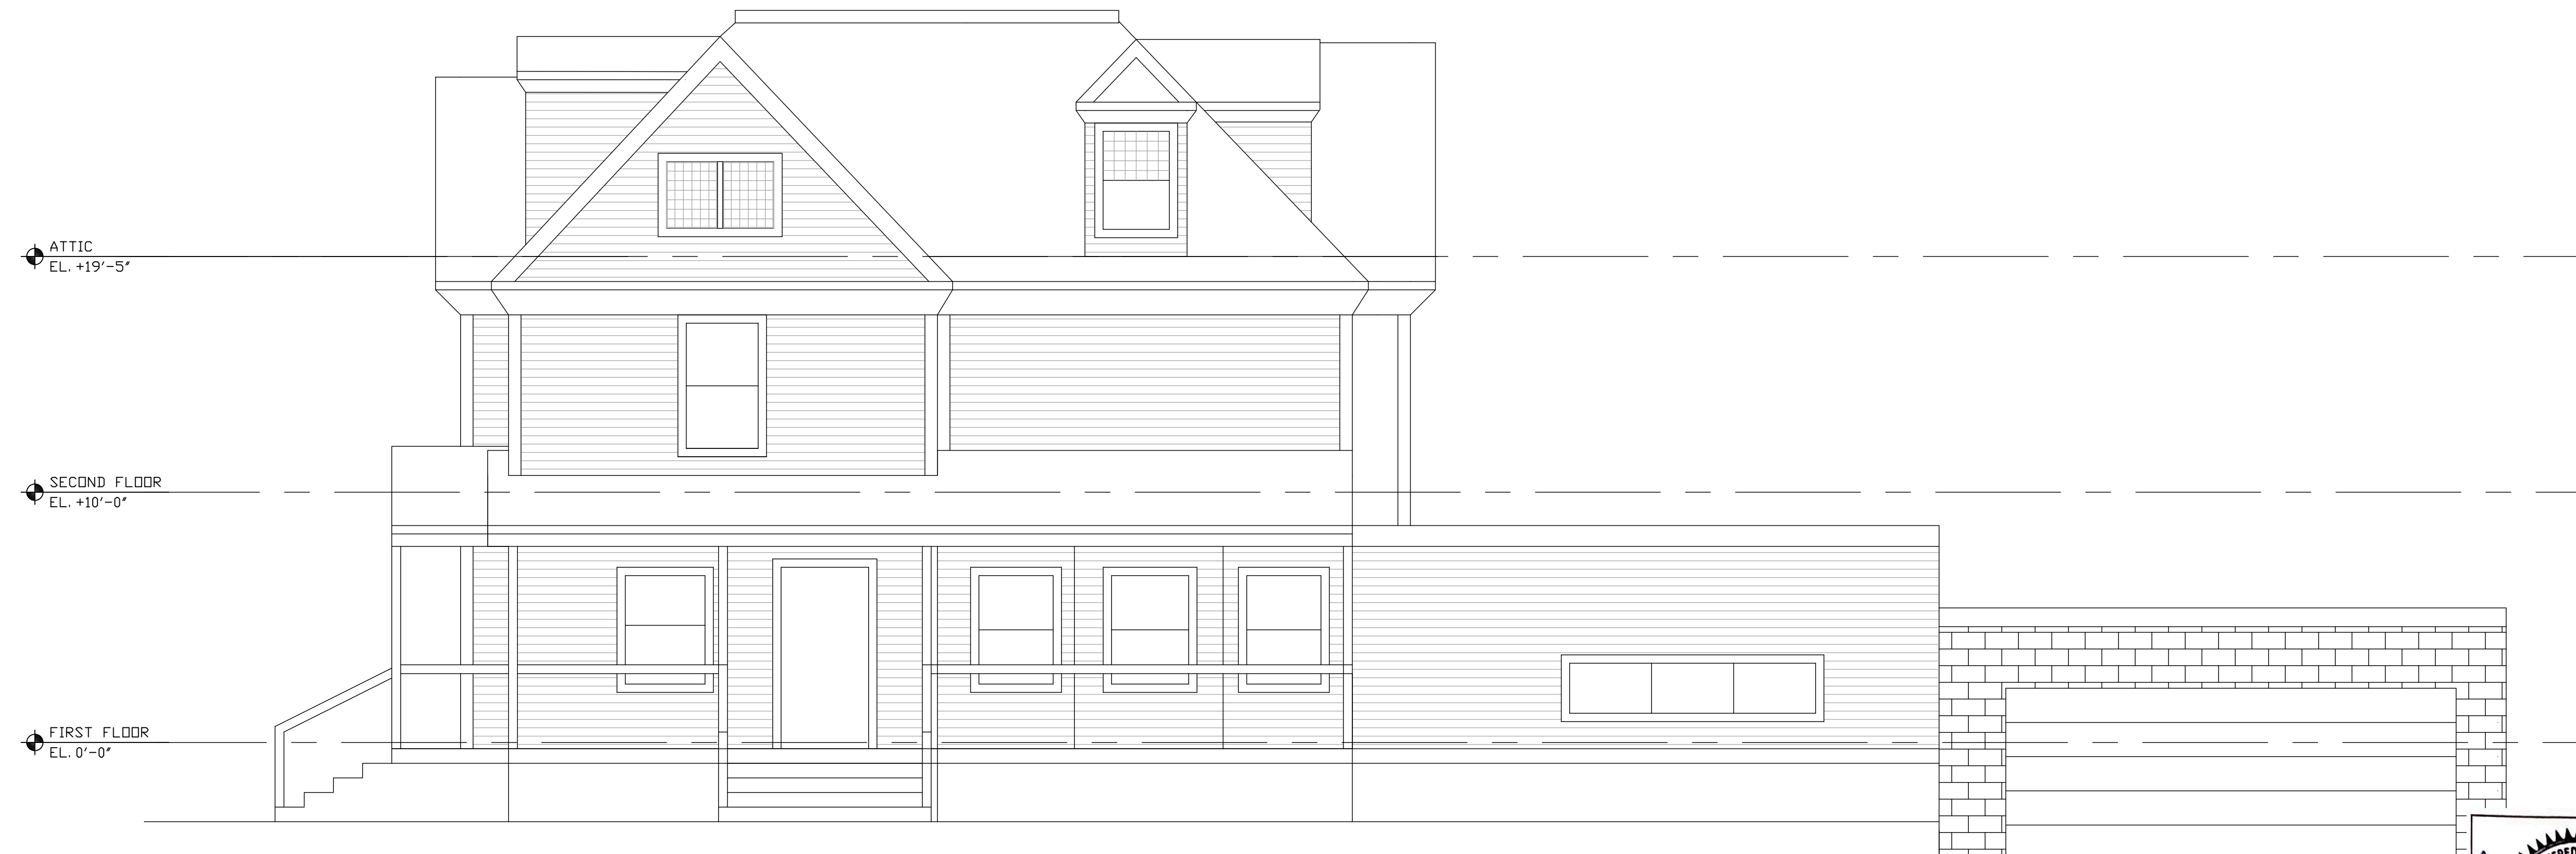 ATTIC
EL. +19'-5"
SECOND FLOOR
EL. +10'-0"
FIRST FLOOR
EL. 0'-0"